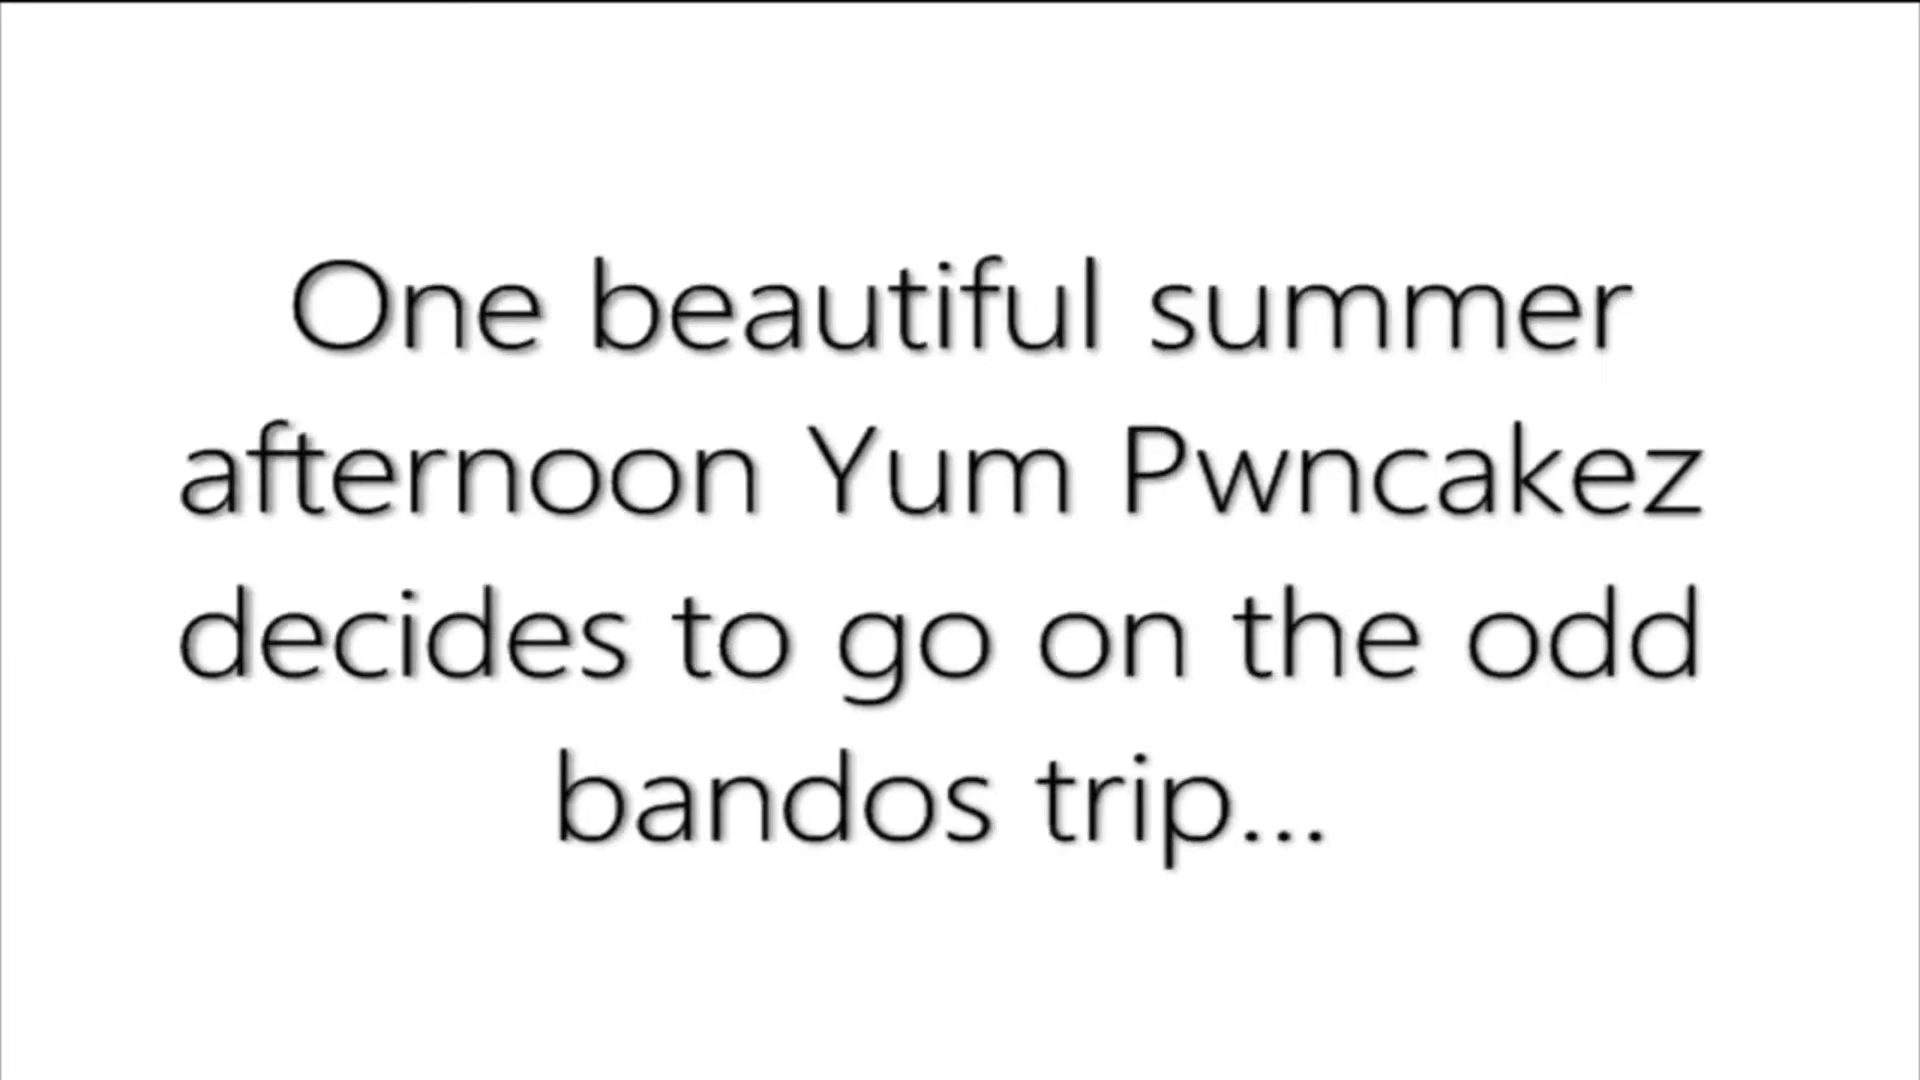 One beautiful summer
afternoon Yum Pwncakez
decides to go on the odd
bandos trip...